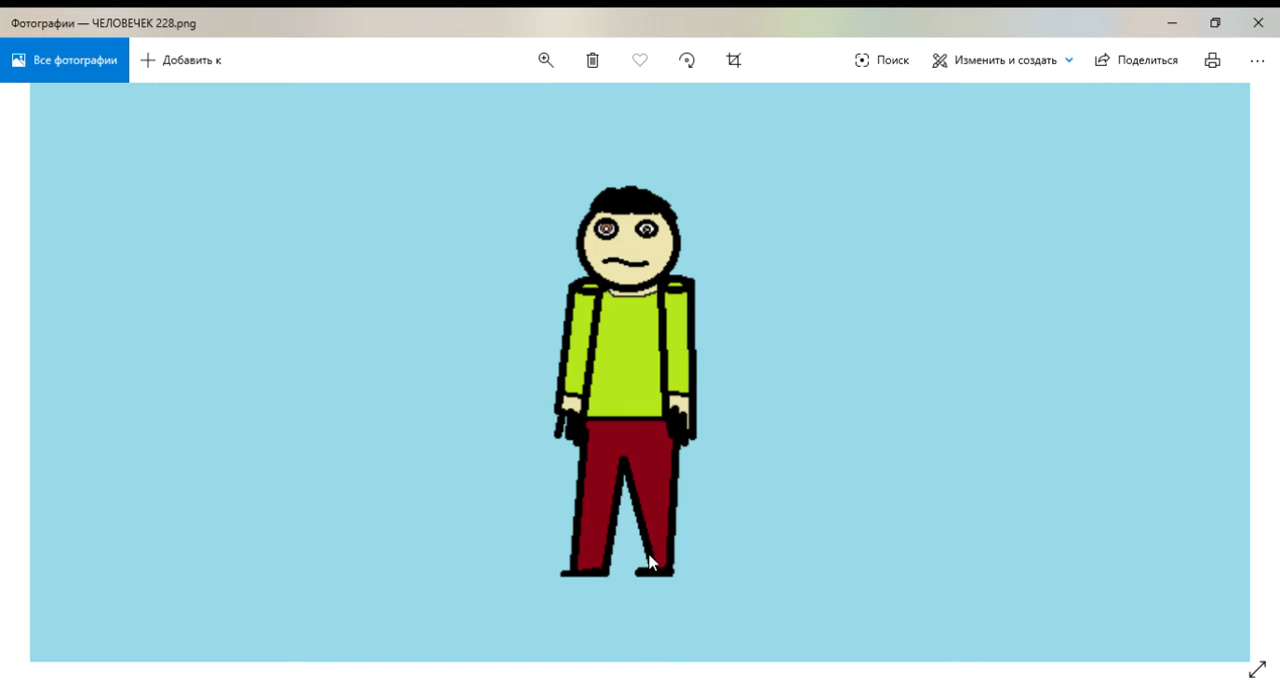 Фотографии — ЧЕЛОВЕЧЕК 228.png
Все фотографии
Добавить к
Поиск
Изменить и создать
Поделиться